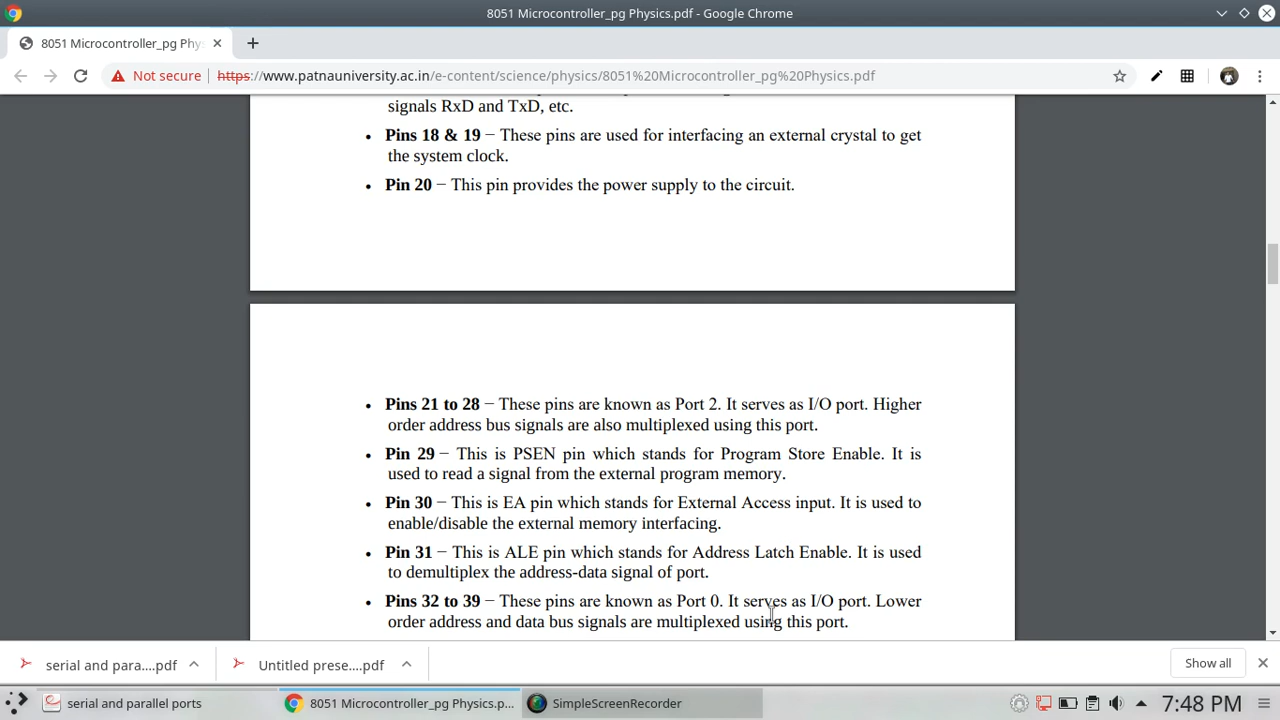 8051 Microcontroller_pg Physics.pdf - Google Chrome
8051 Microcontroller_pg Phy
Not secure https://www.patnauniversity.ac.in/e-content/science/physics/8051%20Microcontroller_pg%20Physics.pdf
signals RxD and TxD, etc.
• Pins 18 & 19 − These pins are used for interfacing an external crystal to get
the system clock.
• Pin 20 − This pin provides the power supply to the circuit.
• Pins 21 to 28 − These pins are known as Port 2. It serves as I/O port. Higher
order address bus signals are also multiplexed using this port.
• Pin 29 − This is PSEN pin which stands for Program Store Enable. It is
used to read a signal from the external program memory.
• Pin 30 − This is EA pin which stands for External Access input. It is used to
enable/disable the external memory interfacing.
• Pin 31 − This is ALE pin which stands for Address Latch Enable. It is used
to demultiplex the address-data signal of port.
• Pins 32 to 39 − These pins are known as Port 0. It serves as I/O port. Lower
order address and data bus signals are multiplexed using this port.
serial and para....pdf Untitled prese....pdf Show all
serial and parallel ports 8051 Microcontroller_pg Physics.p... SimpleScreenRecorder 7:48 PM